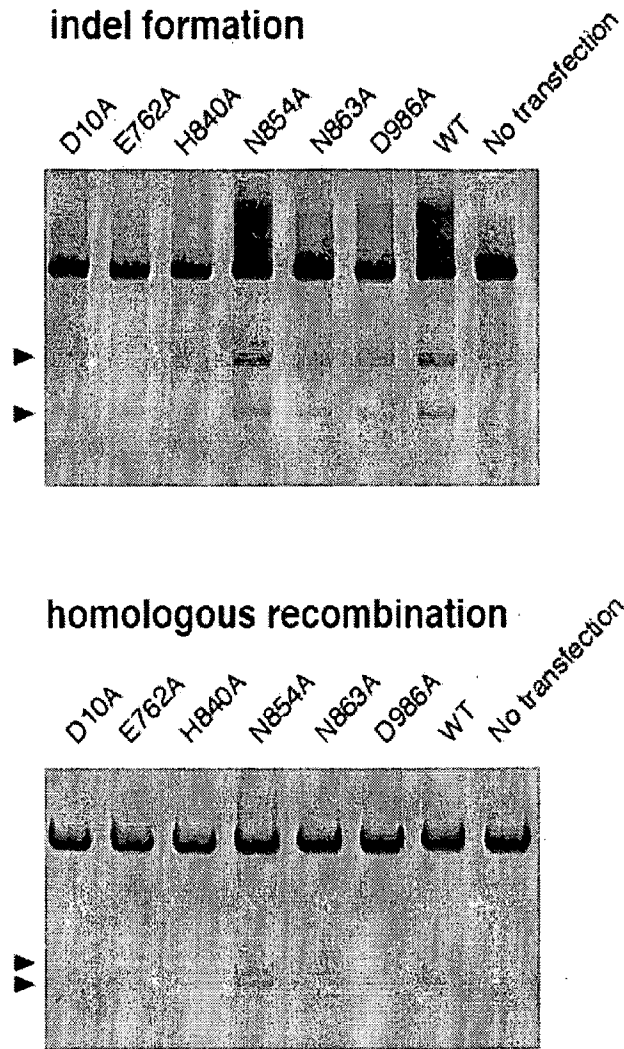 indel formation
D10A E762A H840A N854A N863A D986A WT No transfection
homologous recombination
D10A E762A H840A N854A N863A D986A WT No transfection